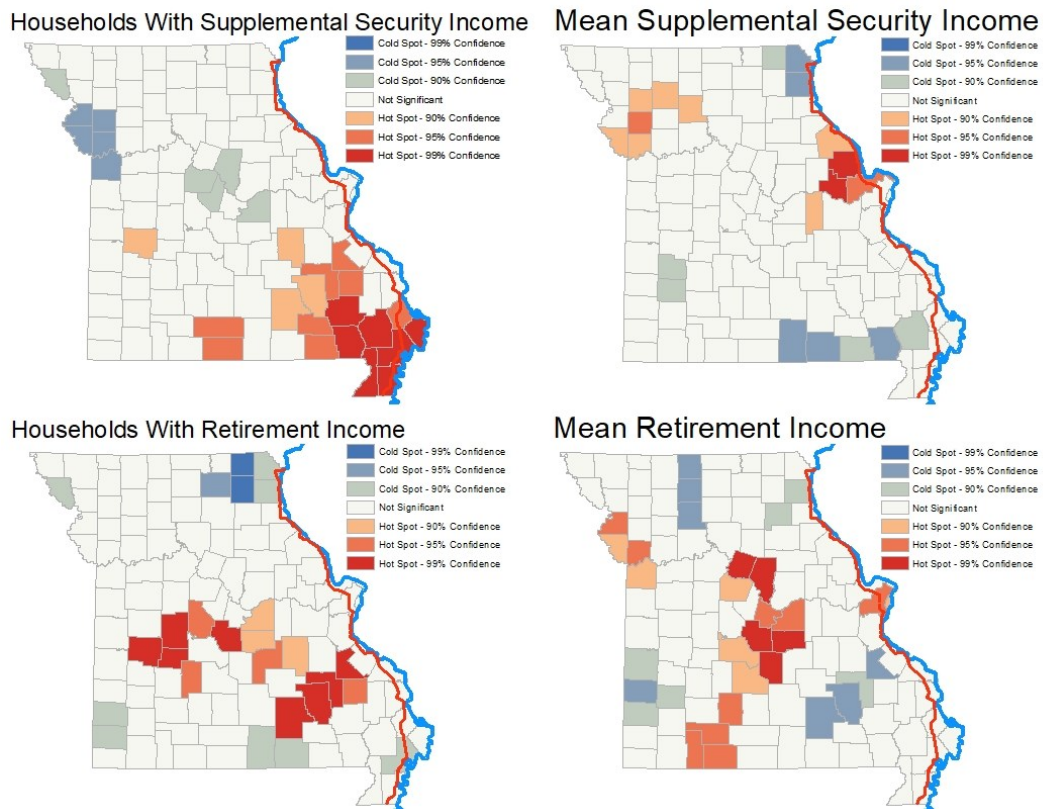 Households With Supplemental Security Income
Cold Spot - 99% Confidence
Cold Spot - 95% Confidence
Cold Spot - 90% Confidence
Not Significant
Hot Spot - 90% Confidence
Hot Spot - 95% Confidence
Hot Spot - 99% Confidence
Mean Supplemental Security Income
Cold Spot - 99% Confidence
Cold Spot - 95% Confidence
Cold Spot - 90% Confidence
Not Significant
Hot Spot - 90% Confidence
Hot Spot - 95% Confidence
Hot Spot - 99% Confidence
Households With Retirement Income
Cold Spot - 99% Confidence
Cold Spot - 95% Confidence
Cold Spot - 90% Confidence
Not Significant
Hot Spot - 90% Confidence
Hot Spot - 95% Confidence
Hot Spot - 99% Confidence
Mean Retirement Income
Cold Spot - 99% Confidence
Cold Spot - 95% Confidence
Cold Spot - 90% Confidence
Not Significant
Hot Spot - 90% Confidence
Hot Spot - 95% Confidence
Hot Spot - 99% Confidence